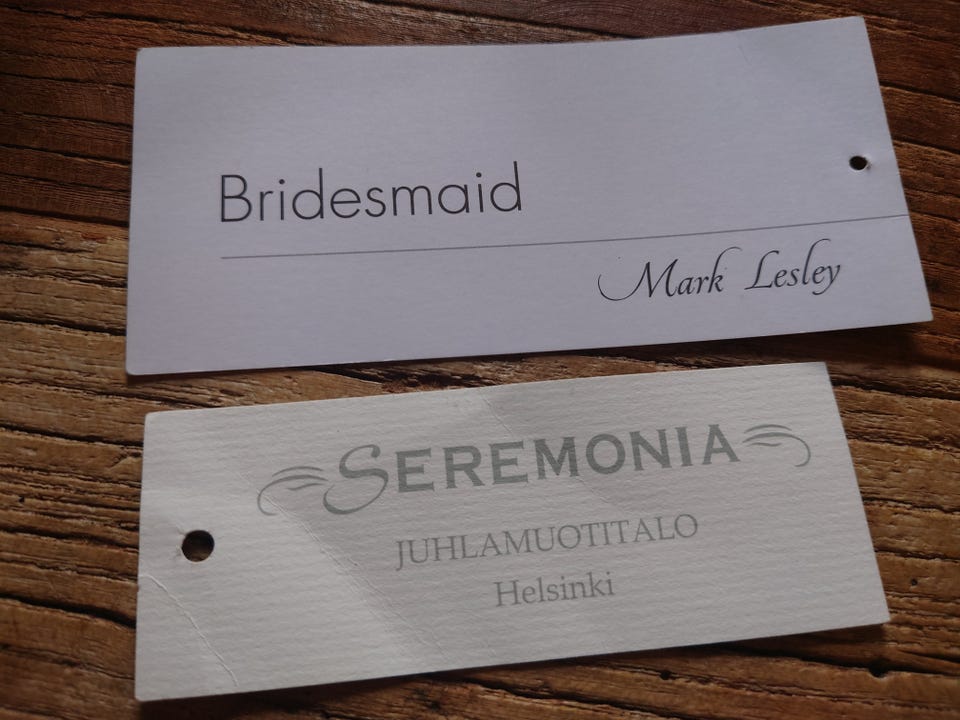 Bridesmaid
Mark Lesley
SEREMONIA
JUHLAMUOTITALO
Helsinki